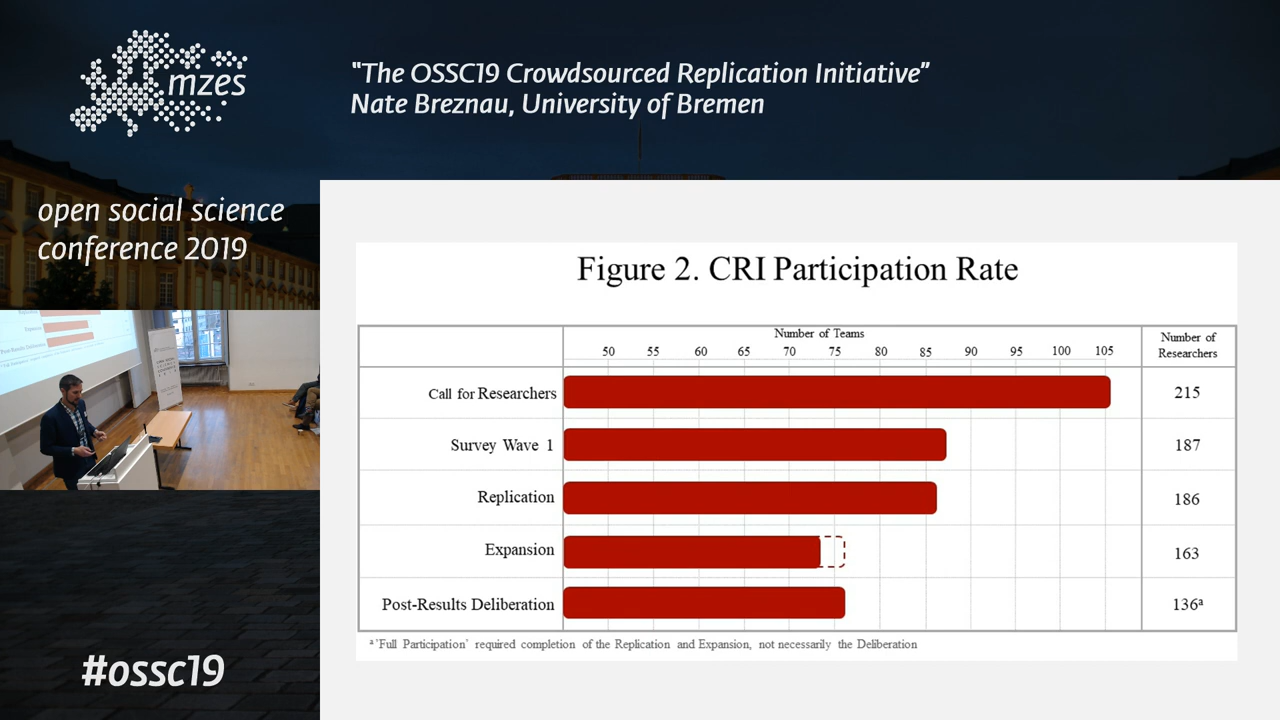 mzes
"The OSSC19 Crowdsourced Replication Initiative"
Nate Breznau, University of Bremen
open social science
conference 2019
Figure 2. CRI Participation Rate
Number of Teams
Number of
Researchers
50 55 60 65 70 75 80 85 90 95 100 105
Call for Researchers 215
Survey Wave 1 187
Replication 186
Expansion 163
Post-Results Deliberation 136ᵃ
ᵃ 'Full Participation' required completion of the Replication and Expansion, not necessarily the Deliberation
#ossc19